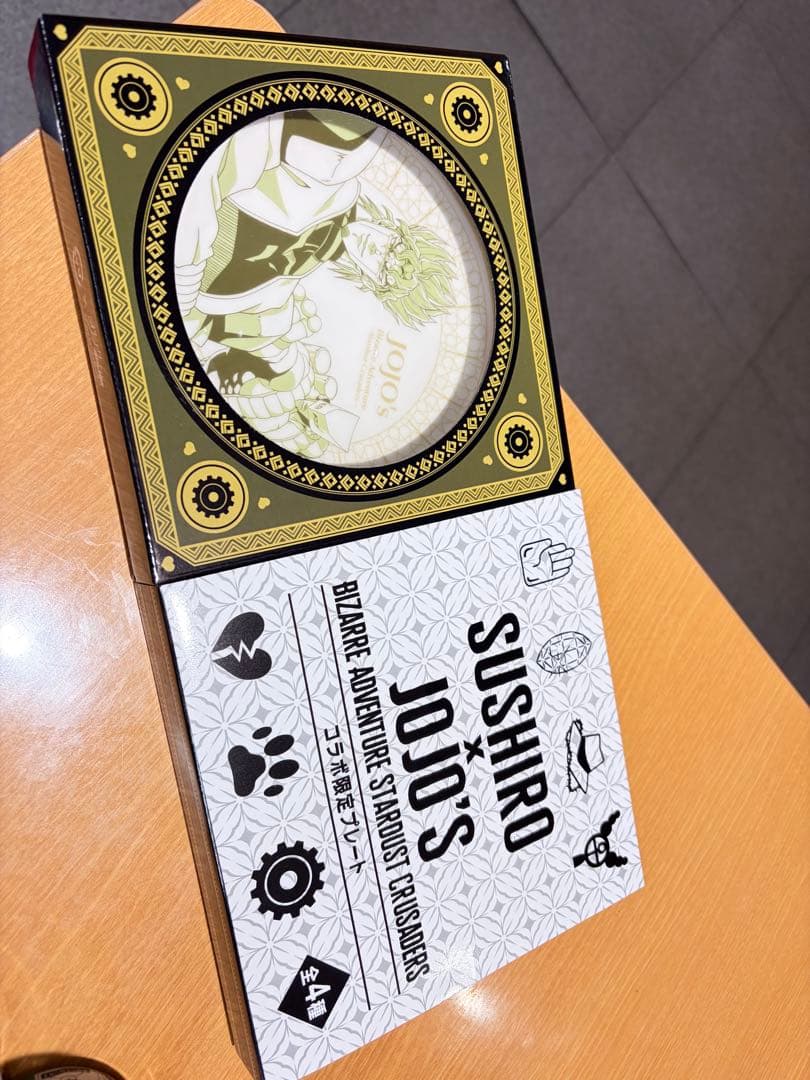 JOJO'S
SUSHIRO
×
JOJO'S
BIZARRE ADVENTURE STARDUST CRUSADERS
コラボ限定プレート
全4種